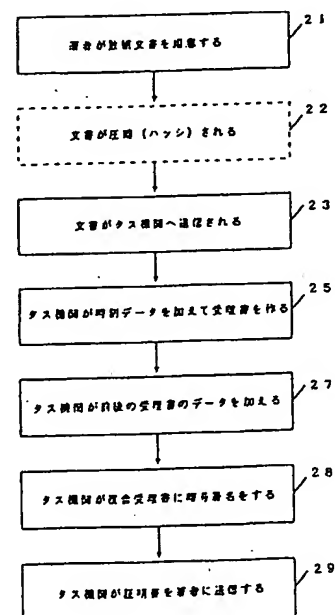 21
著者が数値文書を用意する
22
文書が圧縮(ハッシ)される
23
文書がタス機関へ送信される
25
タス機関が時刻データを加えて受理書を作る
27
タス機関が前後の受理書のデータを加える
28
タス機関が複合受理書に暗号署名をする
29
タス機関が証明書を著者に送信する